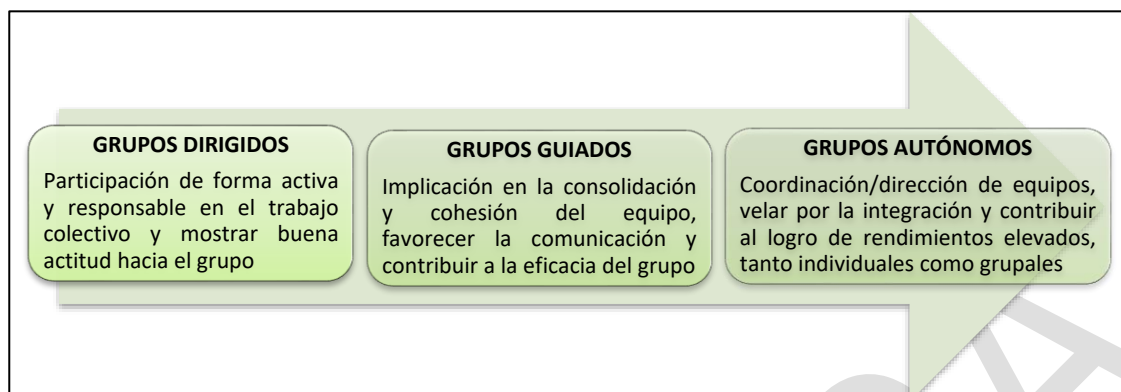 GRUPOS DIRIGIDOS
Participación de forma activa
y responsable en el trabajo
colectivo y mostrar buena
actitud hacia el grupo
GRUPOS GUIADOS
Implicación en la consolidación
y cohesión del equipo,
favorecer la comunicación y
contribuir a la eficacia del grupo
GRUPOS AUTÓNOMOS
Coordinación/dirección de equipos,
velar por la integración y contribuir
al logro de rendimientos elevados,
tanto individuales como grupales